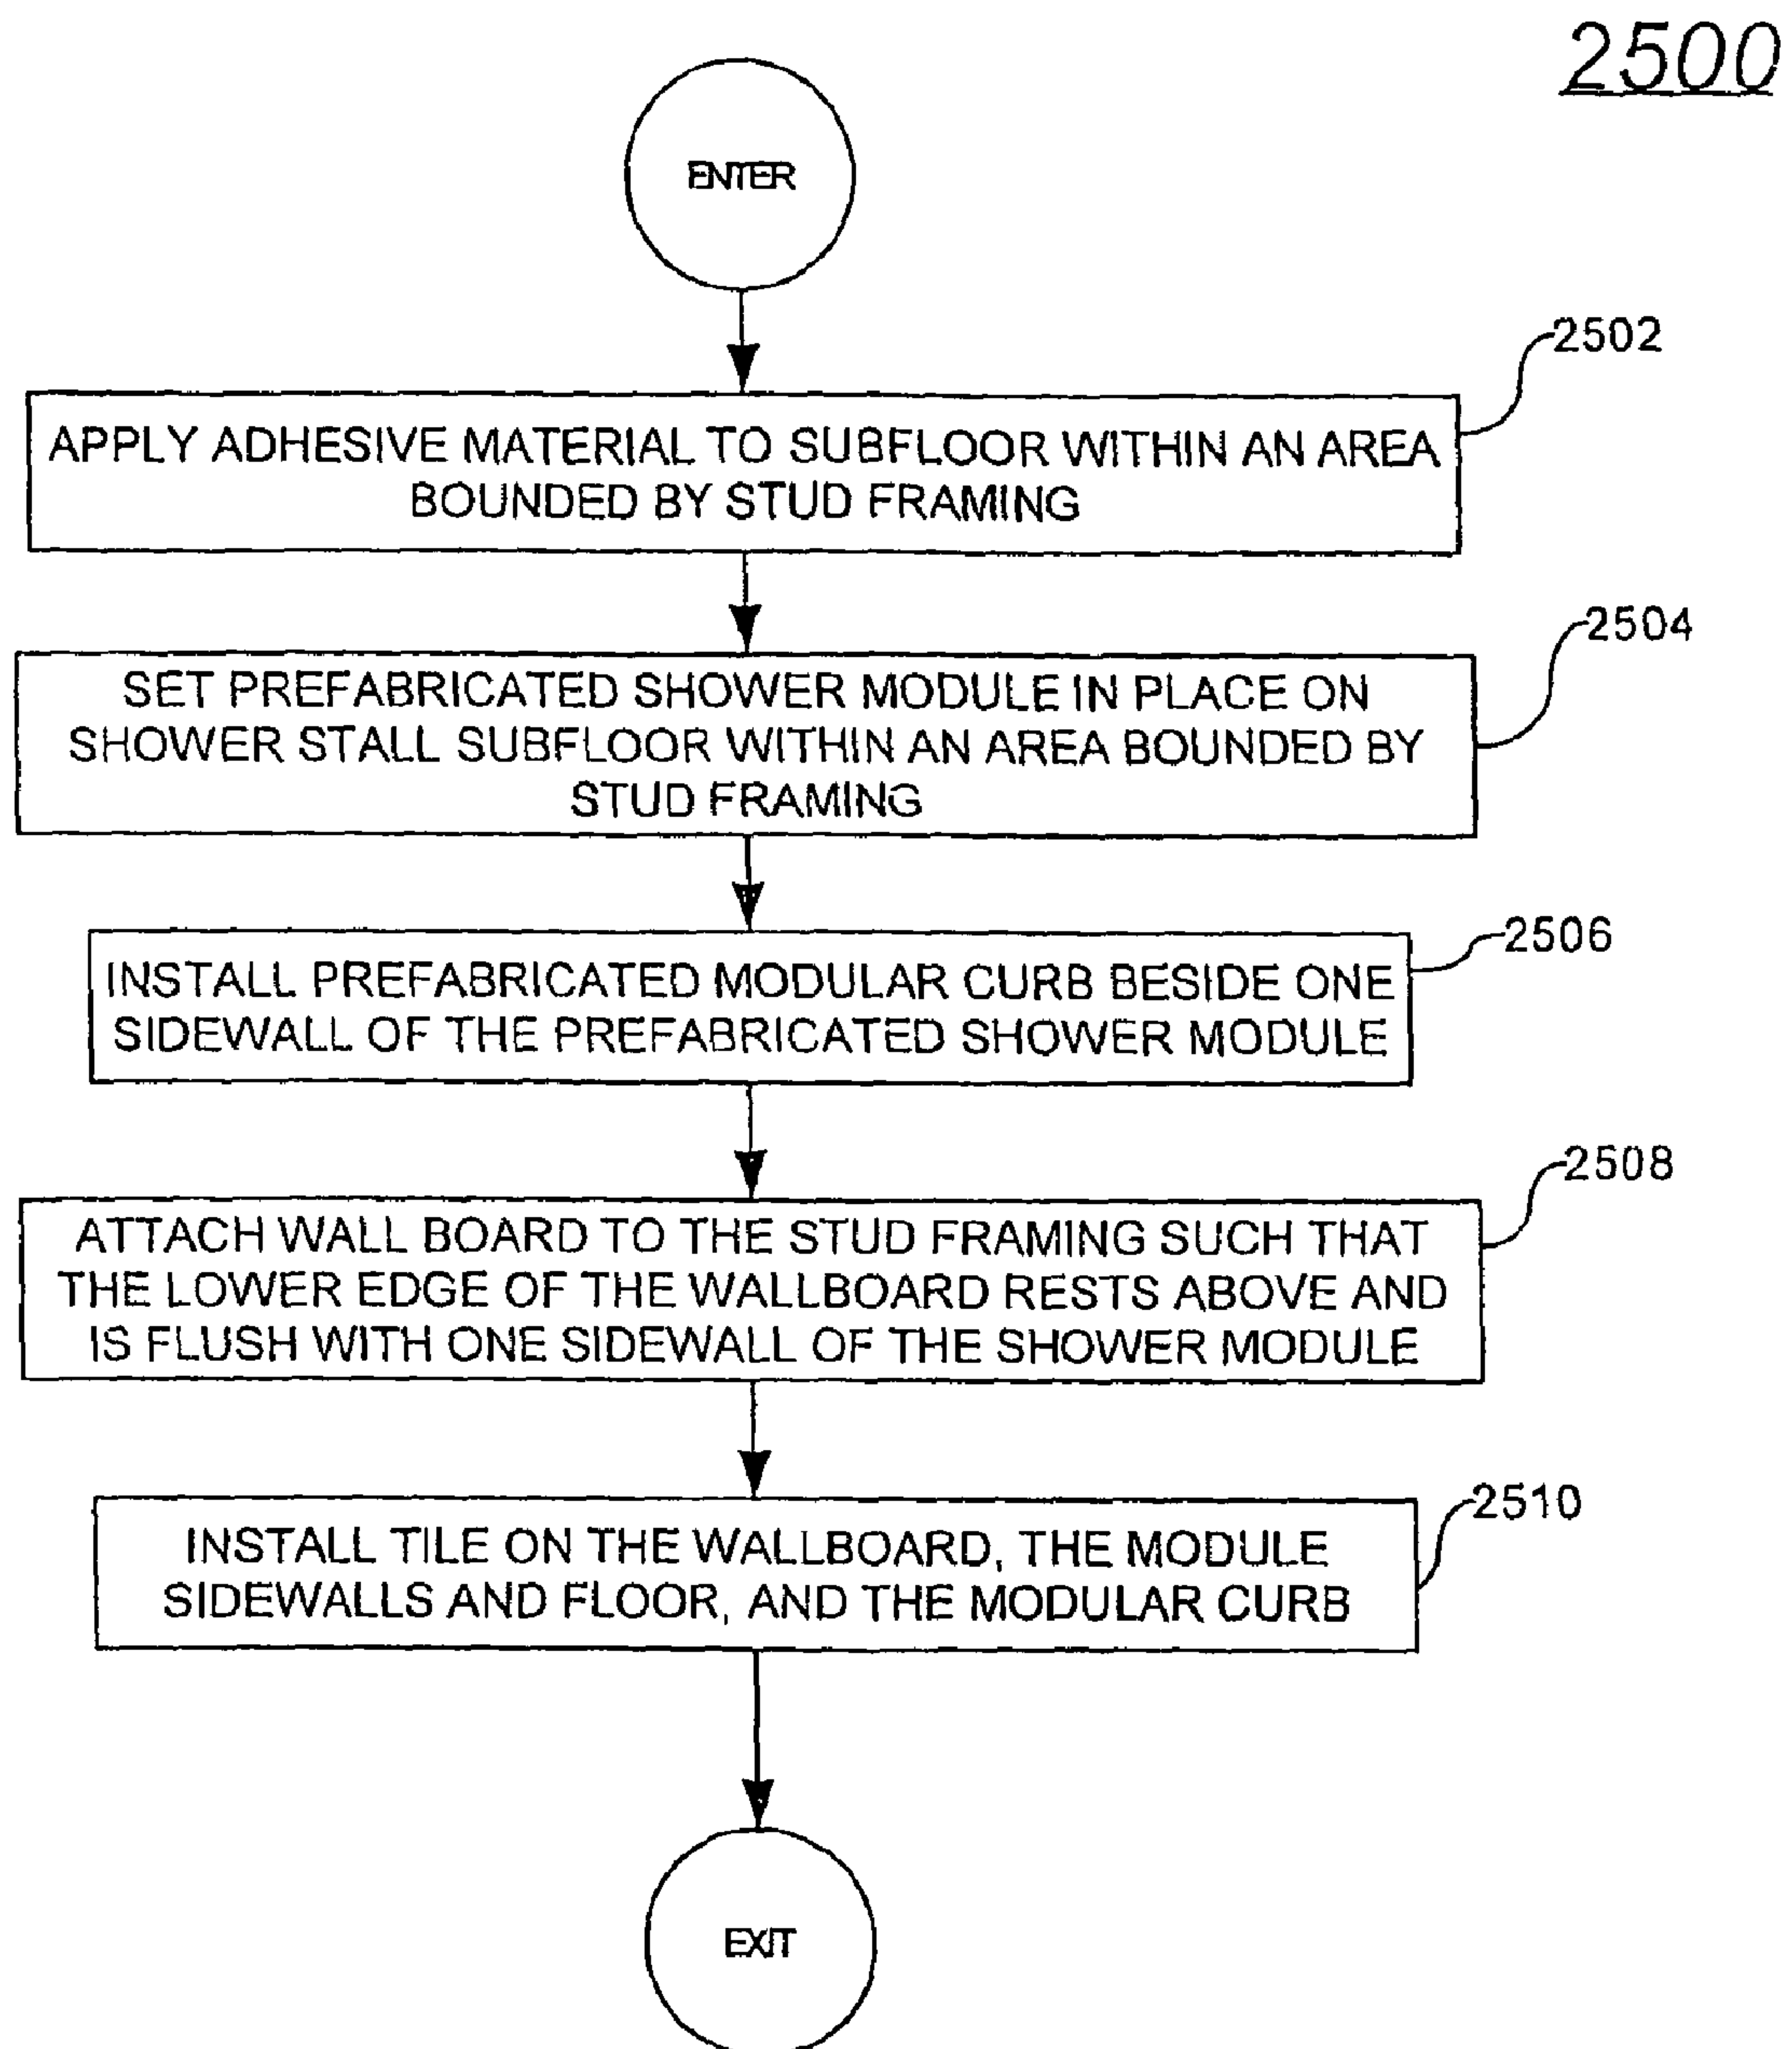 2500
ENTER
2502
APPLY ADHESIVE MATERIAL TO SUBFLOOR WITHIN AN AREA
BOUNDED BY STUD FRAMING
2504
SET PREFABRICATED SHOWER MODULE IN PLACE ON
SHOWER STALL SUBFLOOR WITHIN AN AREA BOUNDED BY
STUD FRAMING
2506
INSTALL PREFABRICATED MODULAR CURB BESIDE ONE
SIDEWALL OF THE PREFABRICATED SHOWER MODULE
2508
ATTACH WALL BOARD TO THE STUD FRAMING SUCH THAT
THE LOWER EDGE OF THE WALLBOARD RESTS ABOVE AND
IS FLUSH WITH ONE SIDEWALL OF THE SHOWER MODULE
2510
INSTALL TILE ON THE WALLBOARD, THE MODULE
SIDEWALLS AND FLOOR, AND THE MODULAR CURB
EXIT